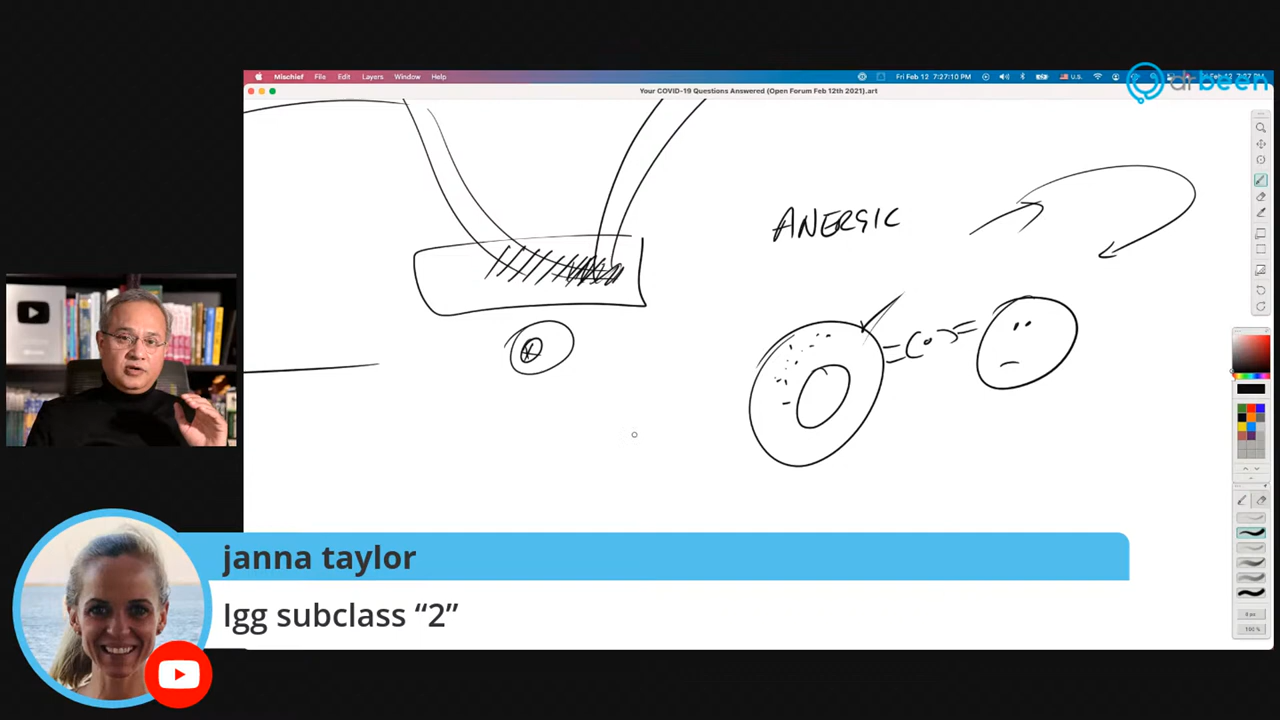 drbeen
Mischief File Edit Layers Window Help
Fri Feb 12 7:27:10 PM
U.S.
Your COVID-19 Questions Answered (Open Forum Feb 12th 2021).art
ANERGIC
janna taylor
Igg subclass “2”